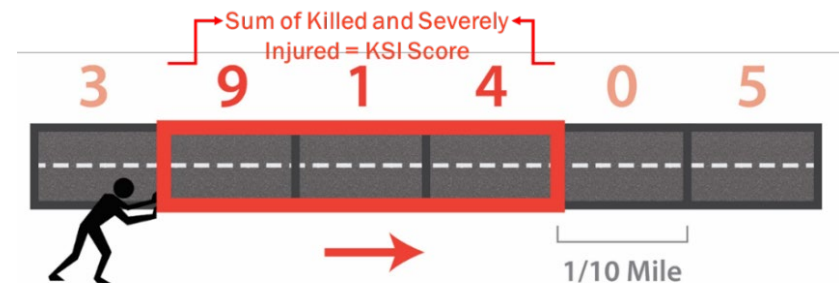 Sum of Killed and Severely
Injured = KSI Score
3 9 1 4 0 5
1/10 Mile